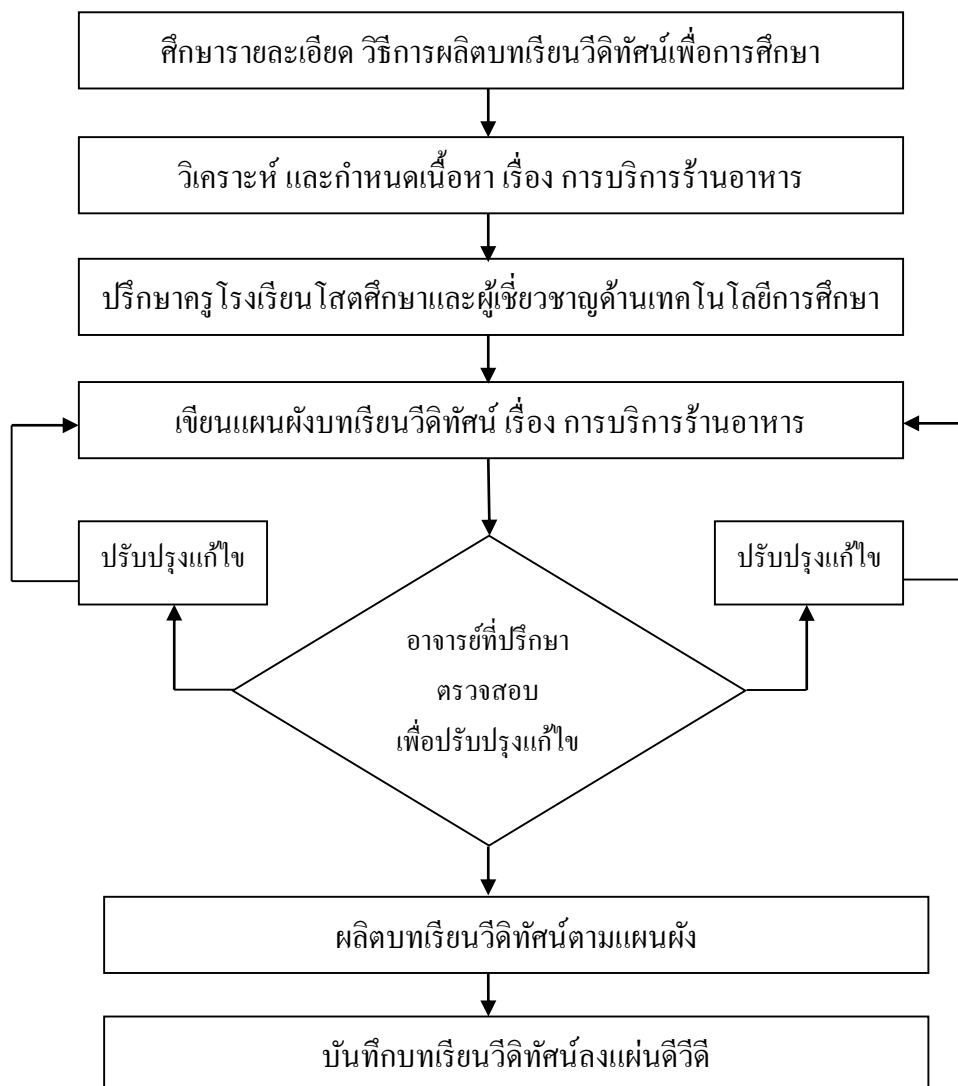 ศึกษารายละเอียด วิธีการผลิตบทเรียนวีดิทัศน์เพื่อการศึกษา
วิเคราะห์ และกำหนดเนื้อหา เรื่อง การบริการร้านอาหาร
ปรึกษาครูโรงเรียนโสตศึกษาและผู้เชี่ยวชาญด้านเทคโนโลยีการศึกษา
เขียนแผนผังบทเรียนวีดิทัศน์ เรื่อง การบริการร้านอาหาร
ปรับปรุงแก้ไข
ปรับปรุงแก้ไข
อาจารย์ที่ปรึกษา
ตรวจสอบ
เพื่อปรับปรุงแก้ไข
ผลิตบทเรียนวีดิทัศน์ตามแผนผัง
บันทึกบทเรียนวีดิทัศน์ลงแผ่นดีวีดี